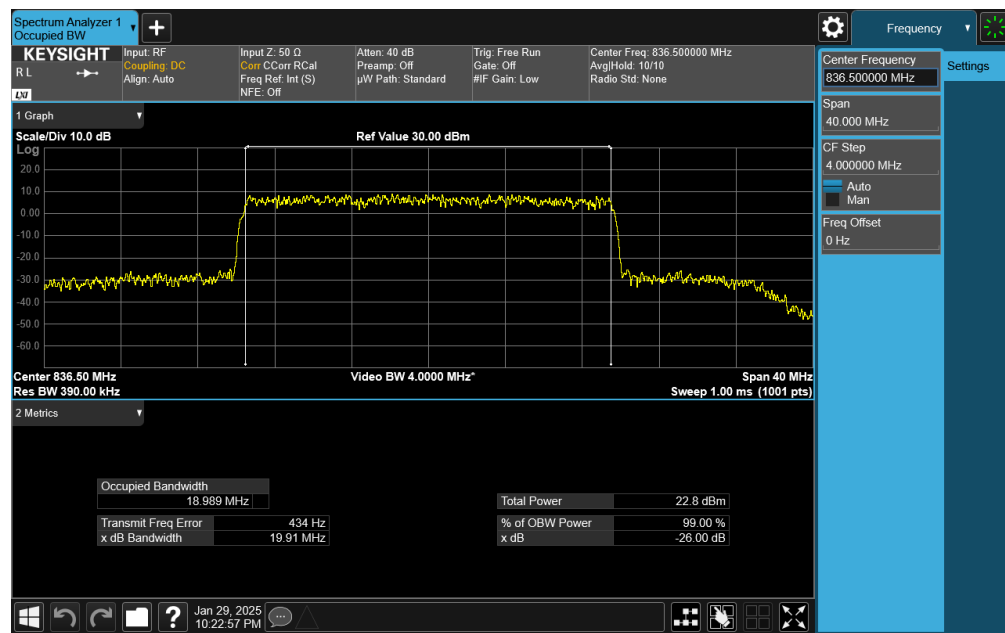 Spectrum Analyzer 1
Occupied BW
Frequency
KEYSIGHT
R L
LXI
Input: RF
Coupling: DC
Align: Auto
Input Z: 50 Ω
Corr CCorr RCal
Freq Ref: Int (S)
NFE: Off
Atten: 40 dB
Preamp: Off
µW Path: Standard
Trig: Free Run
Gate: Off
#IF Gain: Low
Center Freq: 836.500000 MHz
Avg|Hold: 10/10
Radio Std: None
Center Frequency
836.500000 MHz
Settings
Span
40.000 MHz
CF Step
4.000000 MHz
Auto
Man
Freq Offset
0 Hz
1 Graph
Scale/Div 10.0 dB
Ref Value 30.00 dBm
Log
20.0
10.0
0.00
-10.0
-20.0
-30.0
-40.0
-50.0
-60.0
Center 836.50 MHz
Video BW 4.0000 MHz*
Span 40 MHz
Res BW 390.00 kHz
Sweep 1.00 ms (1001 pts)
2 Metrics
Occupied Bandwidth
18.989 MHz
Total Power 22.8 dBm
Transmit Freq Error 434 Hz
% of OBW Power 99.00 %
x dB Bandwidth 19.91 MHz
x dB -26.00 dB
?
Jan 29, 2025
10:22:57 PM